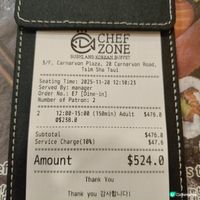 CHEF
ZONE
SUSHI AND KOREAN BUFFET
3/F, Carnarvon Plaza, 20 Carnarvon Road,
Tsim Sha Tsui
Seating Time: 2025-11-20 12:10:23
Served By: manager
Order No.: E7 [Dine-in]
Number of Patron: 2
2 12:00-15:00 (150min) Adult $476.0
@$238.0
Subtotal $476.0
Service Charge(10%) $47.6
Amount $524.0
Thank You
Thank you 감사합니다!